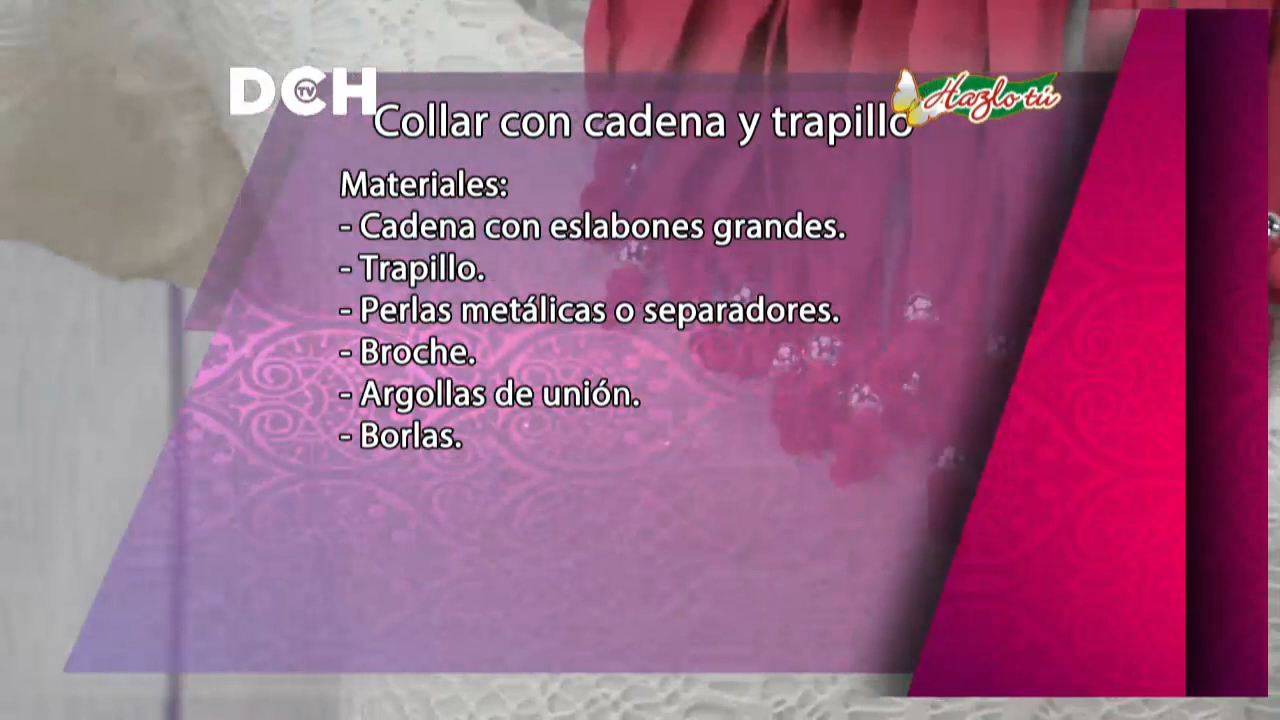 DCH
TV
Hazlo tú
Collar con cadena y trapillo
Materiales:
- Cadena con eslabones grandes.
- Trapillo.
- Perlas metálicas o separadores.
- Broche.
- Argollas de unión.
- Borlas.